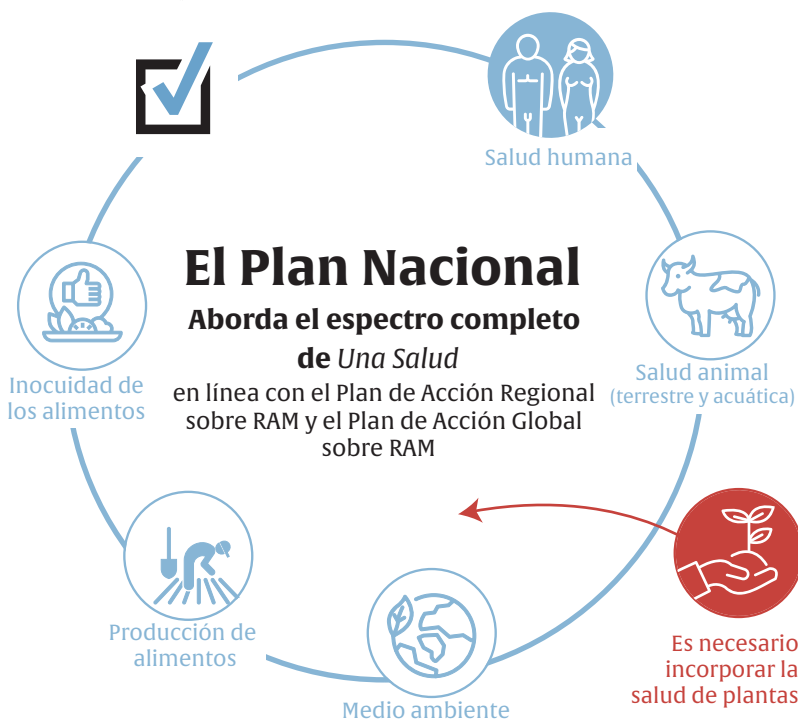 Salud humana
El Plan Nacional
Aborda el espectro completo
de Una Salud
en línea con el Plan de Acción Regional
sobre RAM y el Plan de Acción Global
sobre RAM
Salud animal
(terrestre y acuática)
Inocuidad de
los alimentos
Producción de
alimentos
Medio ambiente
Es necesario
incorporar la
salud de plantas